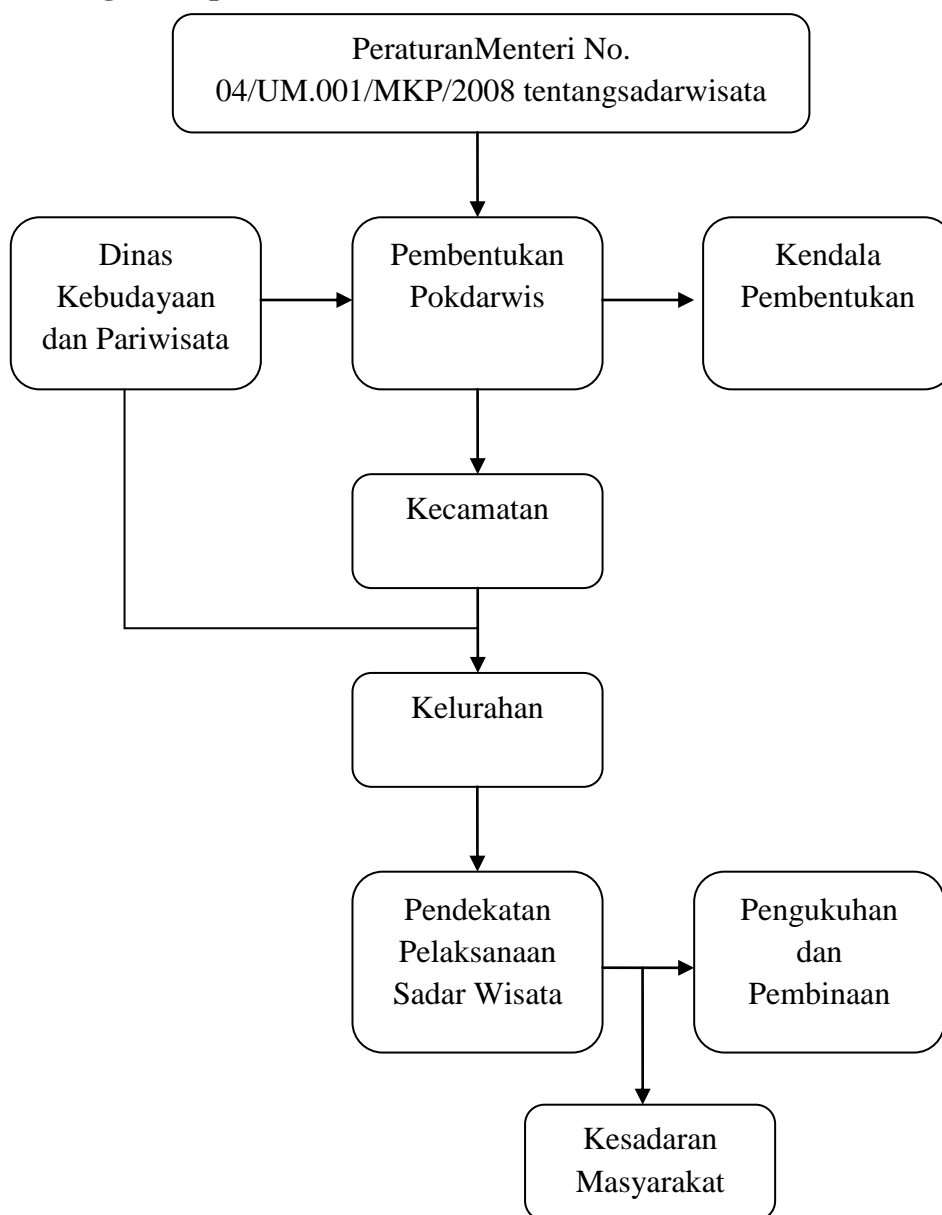 PeraturanMenteri No.
04/UM.001/MKP/2008 tentangsadarwisata
Dinas
Kebudayaan
dan Pariwisata
Pembentukan
Pokdarwis
Kendala
Pembentukan
Kecamatan
Kelurahan
Pendekatan
Pelaksanaan
Sadar Wisata
Pengukuhan
dan
Pembinaan
Kesadaran
Masyarakat